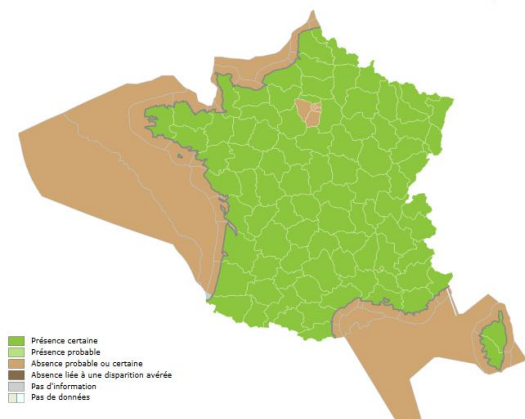 Présence certaine
Présence probable
Absence probable ou certaine
Absence liée à une disparition avérée
Pas d'information
Pas de données